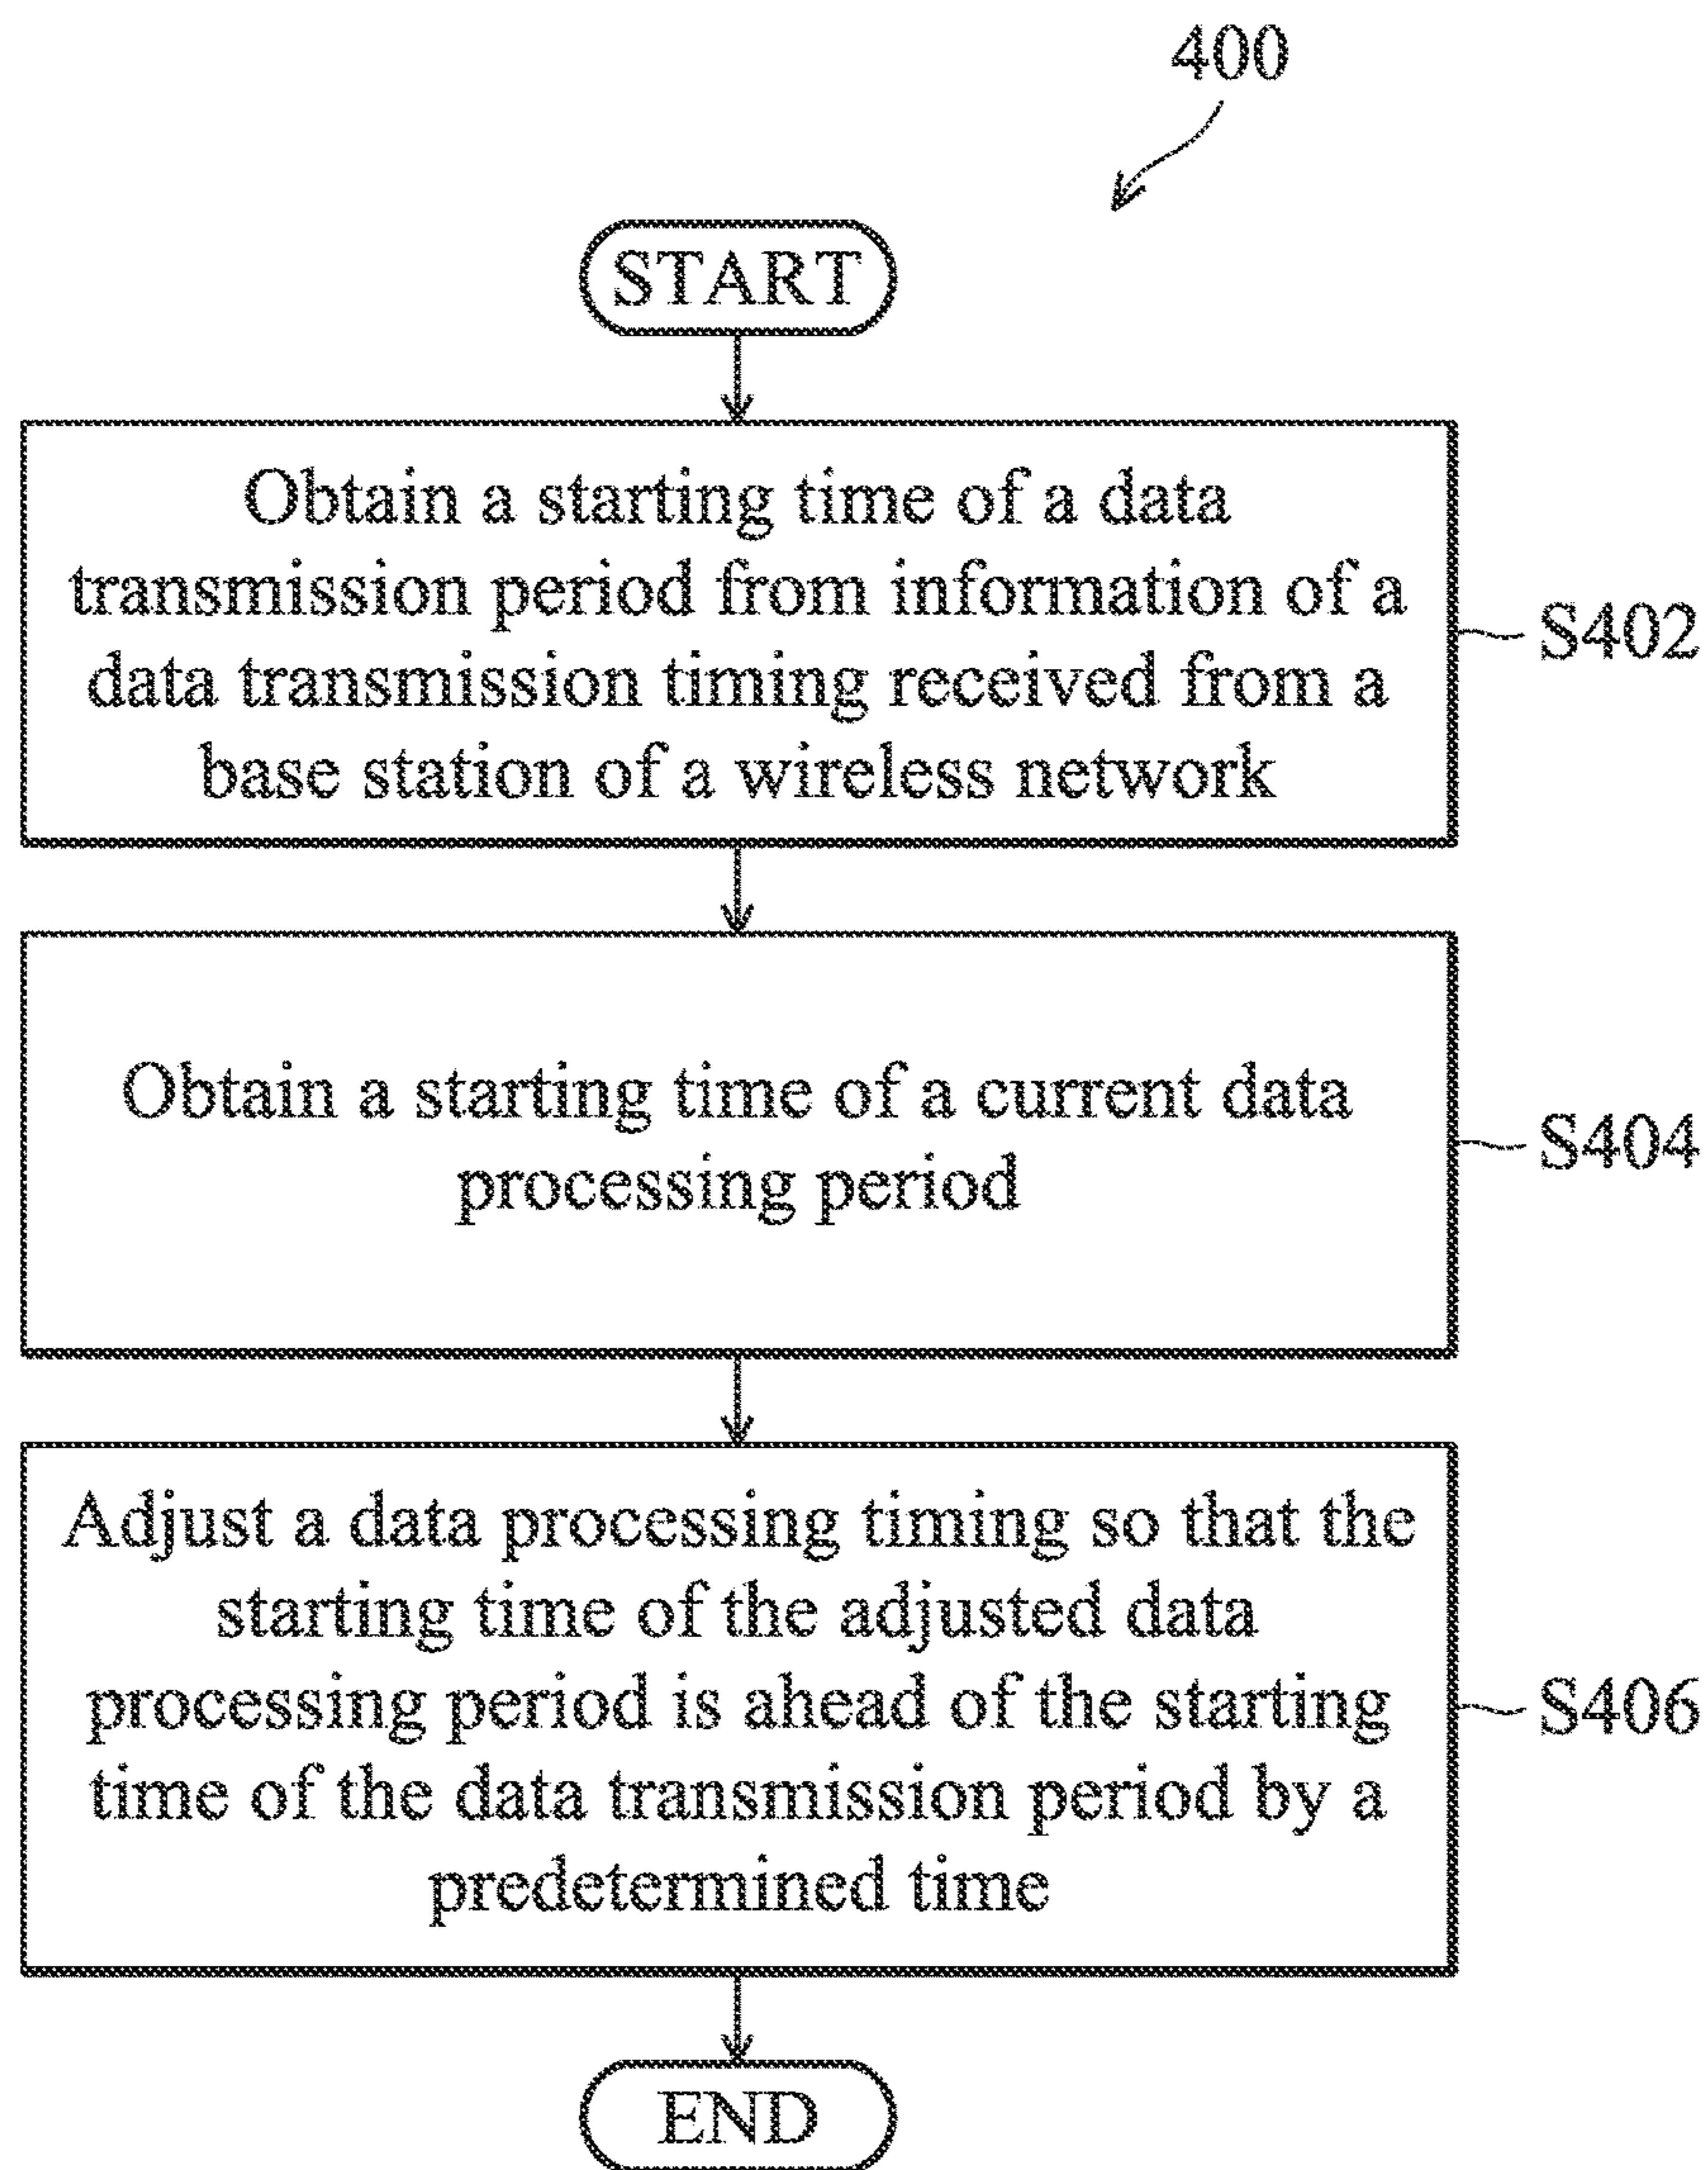 400
START
Obtain a starting time of a data
transmission period from information of a
data transmission timing received from a
base station of a wireless network
S402
Obtain a starting time of a current data
processing period
S404
Adjust a data processing timing so that the
starting time of the adjusted data
processing period is ahead of the starting
time of the data transmission period by a
predetermined time
S406
END